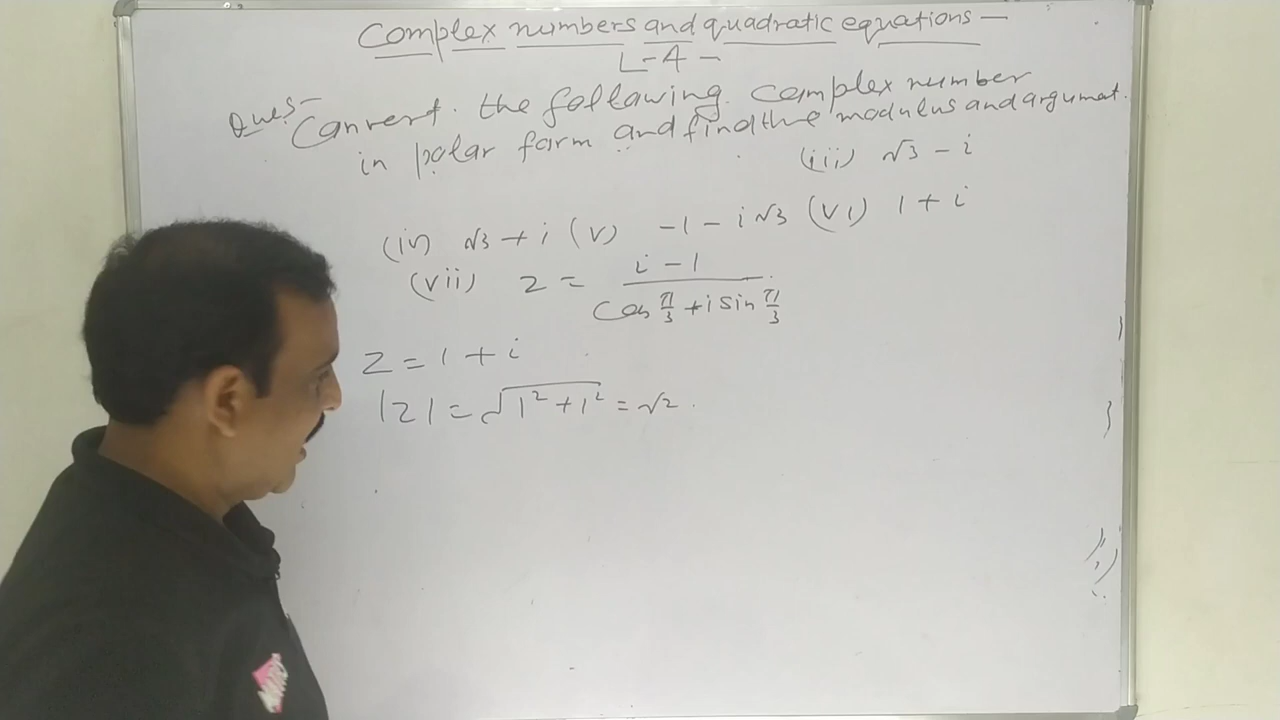 Complex numbers and quadratic equations —
L-4 -
Ques- Convert the following complex number
in polar form and find the modulus and argumat.
(iii) √3 - i
(iv) √3 + i (v) -1 - i√3 (vi) 1 + i
(vii) z = i - 1
Cos π/3 + i Sin π/3
z = 1 + i
|z| = √1² + 1² = √2 .